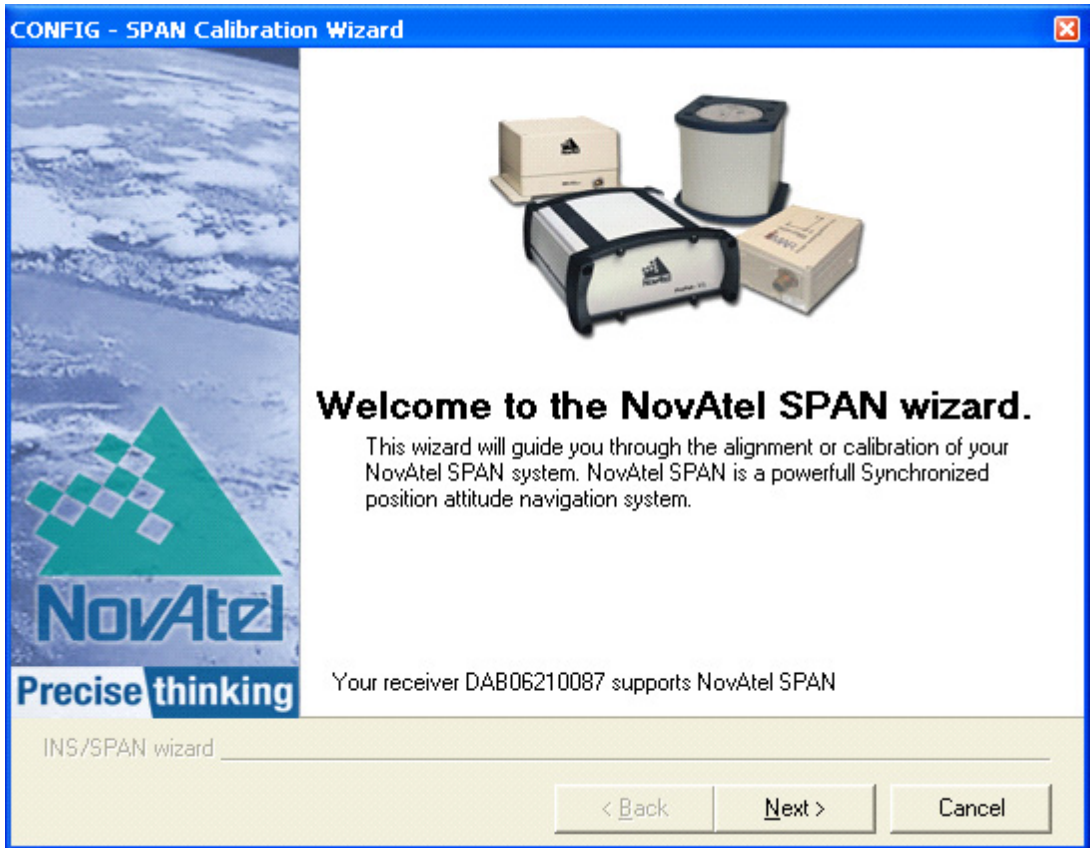 CONFIG - SPAN Calibration Wizard
Welcome to the NovAtel SPAN wizard.
This wizard will guide you through the alignment or calibration of your
NovAtel SPAN system. NovAtel SPAN is a powerfull Synchronized
position attitude navigation system.
NovAtel
Precise thinking
Your receiver DAB06210087 supports NovAtel SPAN
INS/SPAN wizard
< Back
Next >
Cancel